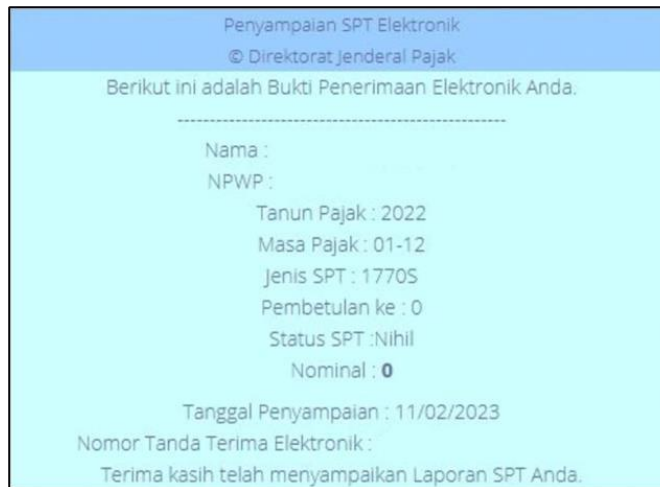 Penyampaian SPT Elektronik
© Direktorat Jenderal Pajak
Berikut ini adalah Bukti Penerimaan Elektronik Anda.
----------------------------------------------------
Nama :
NPWP :
Tanun Pajak : 2022
Masa Pajak : 01-12
Jenis SPT : 1770S
Pembetulan ke : 0
Status SPT :Nihil
Nominal : 0
Tanggal Penyampaian : 11/02/2023
Nomor Tanda Terima Elektronik :
Terima kasih telah menyampaikan Laporan SPT Anda.